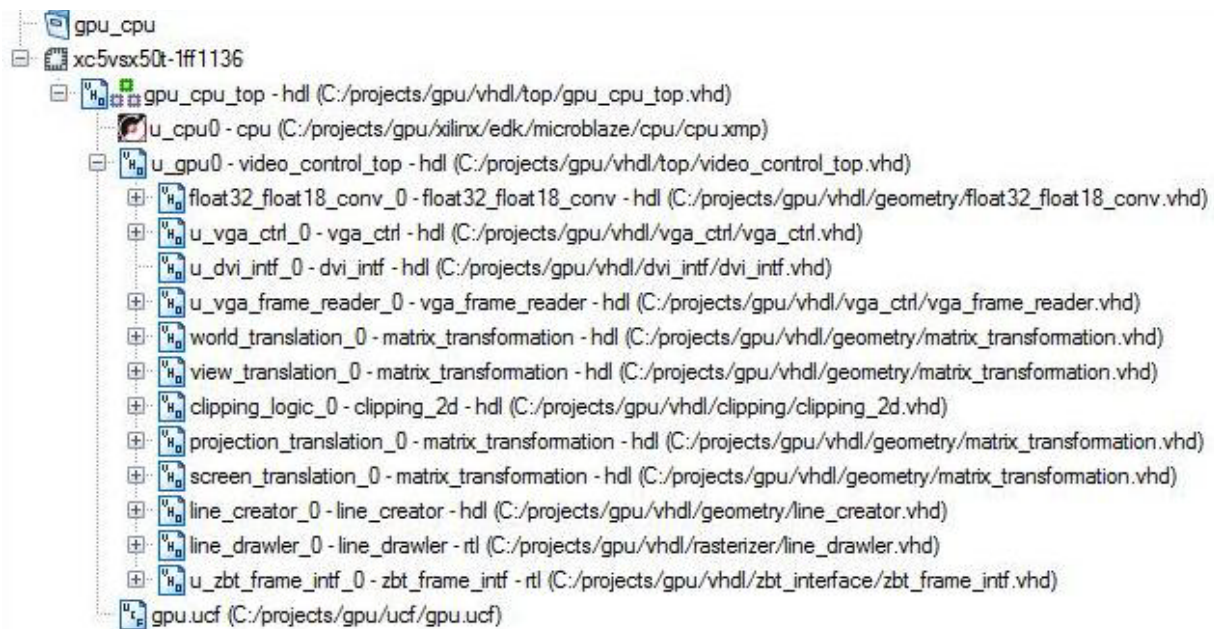 gpu_cpu
xc5vsx50t-1ff1136
gpu_cpu_top - hdl (C:/projects/gpu/vhdl/top/gpu_cpu_top.vhd)
u_cpu0 - cpu (C:/projects/gpu/xilinx/edk/microblaze/cpu/cpu.xmp)
u_gpu0 - video_control_top - hdl (C:/projects/gpu/vhdl/top/video_control_top.vhd)
float32_float18_conv_0 - float32_float18_conv - hdl (C:/projects/gpu/vhdl/geometry/float32_float18_conv.vhd)
u_vga_ctrl_0 - vga_ctrl - hdl (C:/projects/gpu/vhdl/vga_ctrl/vga_ctrl.vhd)
u_dvi_intf_0 - dvi_intf - hdl (C:/projects/gpu/vhdl/dvi_intf/dvi_intf.vhd)
u_vga_frame_reader_0 - vga_frame_reader - hdl (C:/projects/gpu/vhdl/vga_ctrl/vga_frame_reader.vhd)
world_translation_0 - matrix_transformation - hdl (C:/projects/gpu/vhdl/geometry/matrix_transformation.vhd)
view_translation_0 - matrix_transformation - hdl (C:/projects/gpu/vhdl/geometry/matrix_transformation.vhd)
clipping_logic_0 - clipping_2d - hdl (C:/projects/gpu/vhdl/clipping/clipping_2d.vhd)
projection_translation_0 - matrix_transformation - hdl (C:/projects/gpu/vhdl/geometry/matrix_transformation.vhd)
screen_translation_0 - matrix_transformation - hdl (C:/projects/gpu/vhdl/geometry/matrix_transformation.vhd)
line_creator_0 - line_creator - hdl (C:/projects/gpu/vhdl/geometry/line_creator.vhd)
line_drawler_0 - line_drawler - rtl (C:/projects/gpu/vhdl/rasterizer/line_drawler.vhd)
u_zbt_frame_intf_0 - zbt_frame_intf - rtl (C:/projects/gpu/vhdl/zbt_interface/zbt_frame_intf.vhd)
gpu.ucf (C:/projects/gpu/ucf/gpu.ucf)